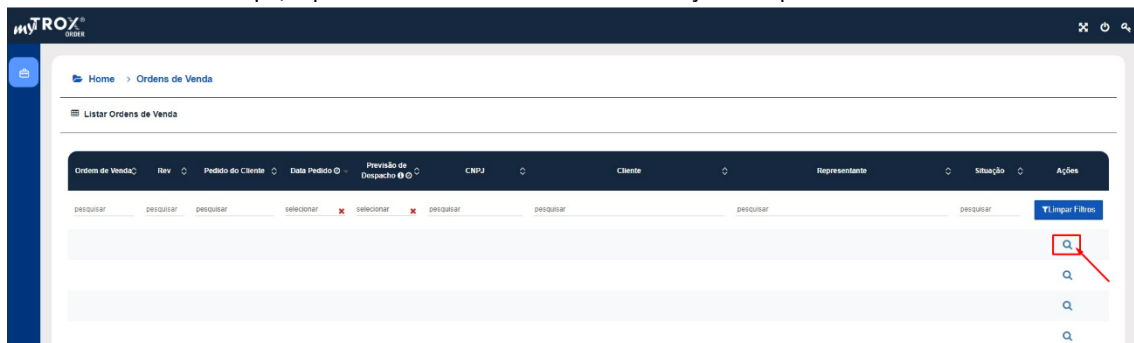 myTROX®
ORDER
Home > Ordens de Venda
Listar Ordens de Venda
Ordem de Venda Rev Pedido do Cliente Data Pedido Previsão de Despacho CNPJ Cliente Representante Situação Ações
pesquisar pesquisar pesquisar selecionar selecionar pesquisar pesquisar pesquisar pesquisar Limpar Filtros